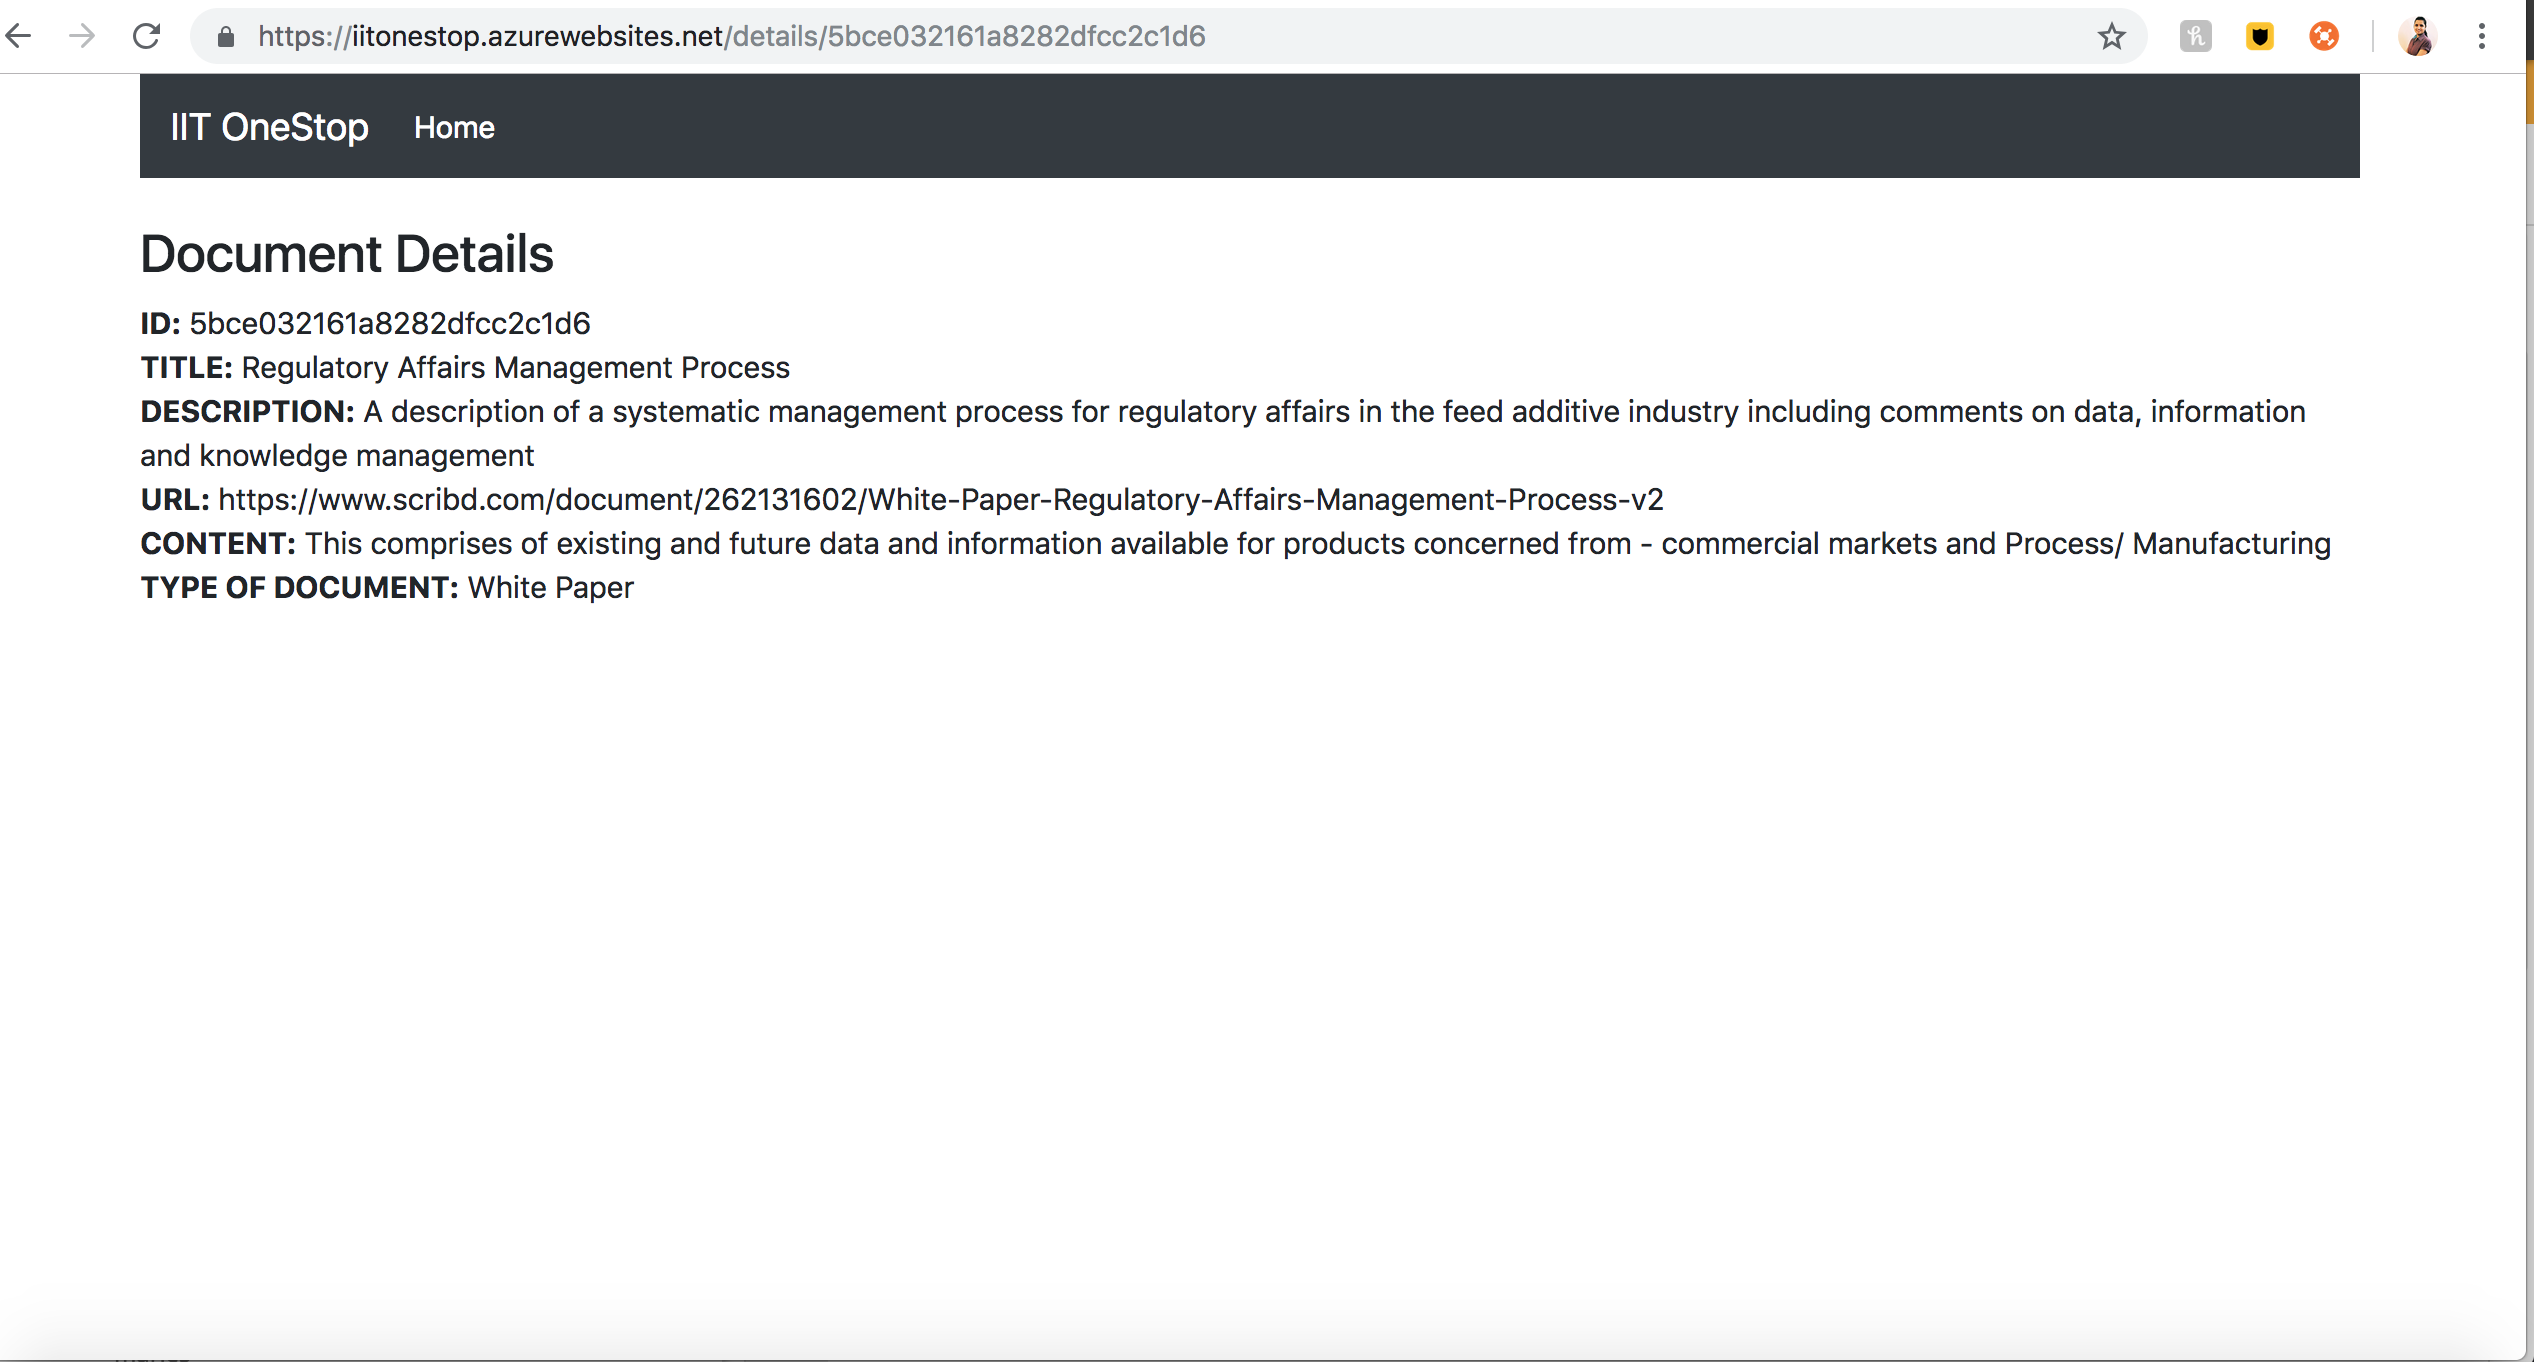 https://iitonestop.azurewebsites.net/details/5bce032161a8282dfcc2c1d6
IIT OneStop Home
Document Details
ID: 5bce032161a8282dfcc2c1d6
TITLE: Regulatory Affairs Management Process
DESCRIPTION: A description of a systematic management process for regulatory affairs in the feed additive industry including comments on data, information
and knowledge management
URL: https://www.scribd.com/document/262131602/White-Paper-Regulatory-Affairs-Management-Process-v2
CONTENT: This comprises of existing and future data and information available for products concerned from - commercial markets and Process/ Manufacturing
TYPE OF DOCUMENT: White Paper